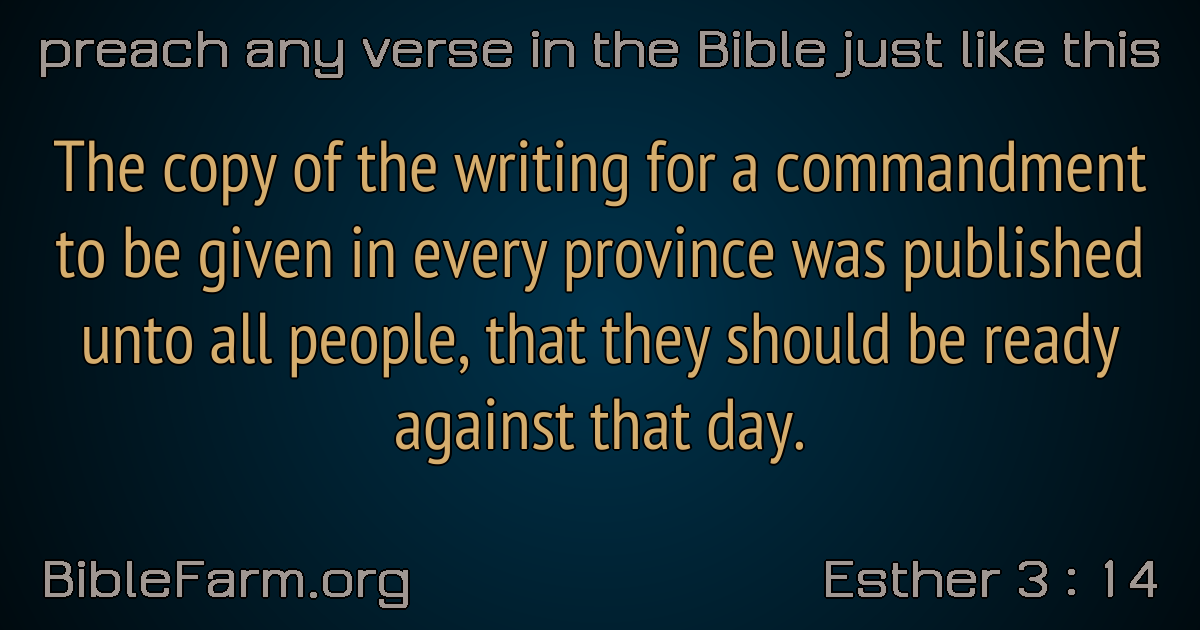 preach any verse in the Bible just like this
The copy of the writing for a commandment
to be given in every province was published
unto all people, that they should be ready
against that day.
BibleFarm.org
Esther 3 : 14